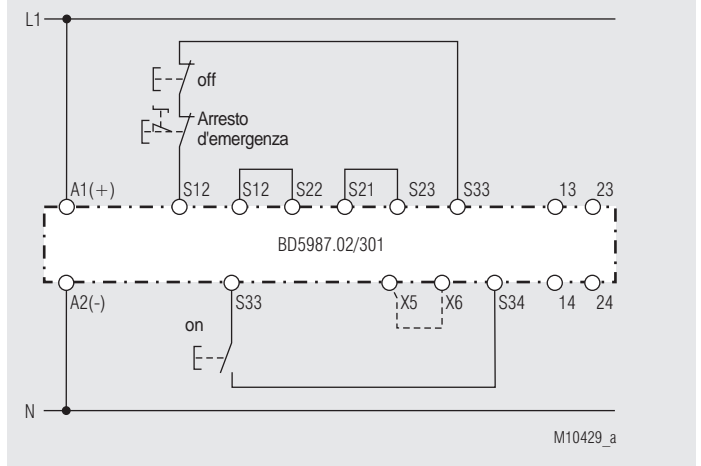 L1
off
Arresto
d'emergenza
A1(+) S12 S12 S22 S21 S23 S33 13 23
BD5987.02/301
A2(-) S33 X5 X6 S34 14 24
on
N
M10429_a